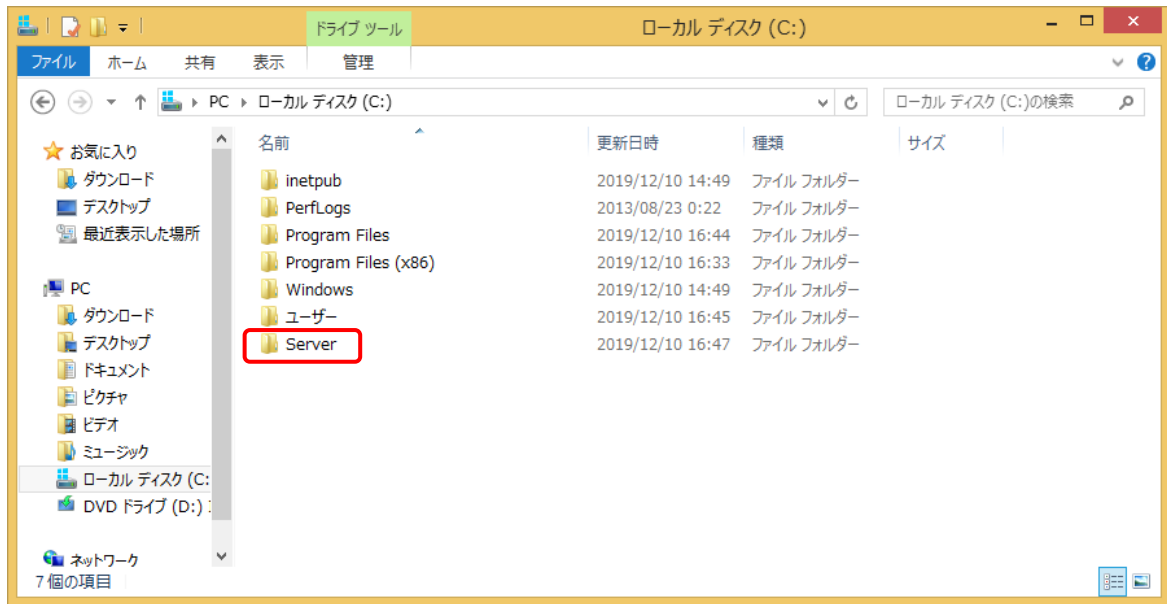 ドライブ ツール
ローカル ディスク (C:)
ファイル ホーム 共有 表示 管理
PC ローカル ディスク (C:)
ローカル ディスク (C:)の検索
お気に入り
ダウンロード
デスクトップ
最近表示した場所
PC
ダウンロード
デスクトップ
ドキュメント
ピクチャ
ビデオ
ミュージック
ローカル ディスク (C:
DVD ドライブ (D:)
ネットワーク
名前 更新日時 種類 サイズ
inetpub 2019/12/10 14:49 ファイル フォルダー
PerfLogs 2013/08/23 0:22 ファイル フォルダー
Program Files 2019/12/10 16:44 ファイル フォルダー
Program Files (x86) 2019/12/10 16:33 ファイル フォルダー
Windows 2019/12/10 14:49 ファイル フォルダー
ユーザー 2019/12/10 16:45 ファイル フォルダー
Server 2019/12/10 16:47 ファイル フォルダー
7 個の項目